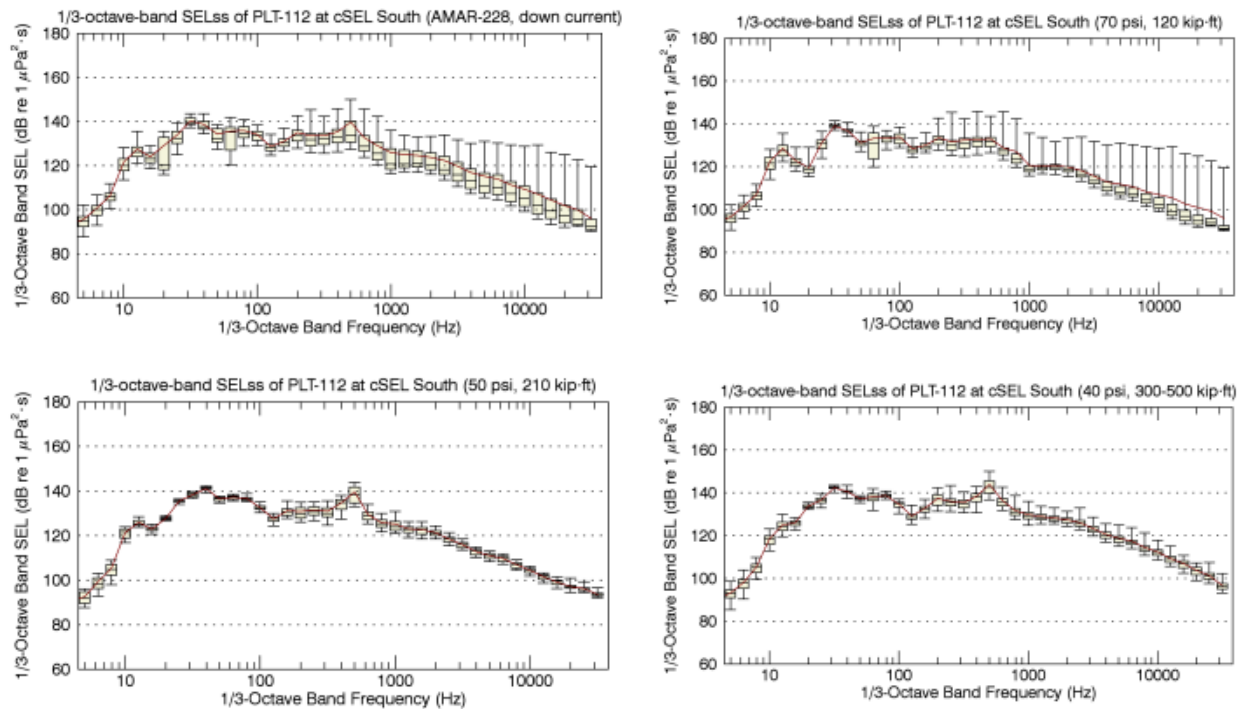 1/3-octave-band SELss of PLT-112 at cSEL South (AMAR-228, down current)
1/3-Octave Band SEL (dB re 1 μPa²·s)
180
160
140
120
100
80
60
10 100 1000 10000
1/3-Octave Band Frequency (Hz)
1/3-octave-band SELss of PLT-112 at cSEL South (70 psi, 120 kip·ft)
1/3-Octave Band SEL (dB re 1 μPa²·s)
180
160
140
120
100
80
60
10 100 1000 10000
1/3-Octave Band Frequency (Hz)
1/3-octave-band SELss of PLT-112 at cSEL South (50 psi, 210 kip·ft)
1/3-Octave Band SEL (dB re 1 μPa²·s)
180
160
140
120
100
80
60
10 100 1000 10000
1/3-Octave Band Frequency (Hz)
1/3-octave-band SELss of PLT-112 at cSEL South (40 psi, 300-500 kip·ft)
1/3-Octave Band SEL (dB re 1 μPa²·s)
180
160
140
120
100
80
60
10 100 1000 10000
1/3-Octave Band Frequency (Hz)